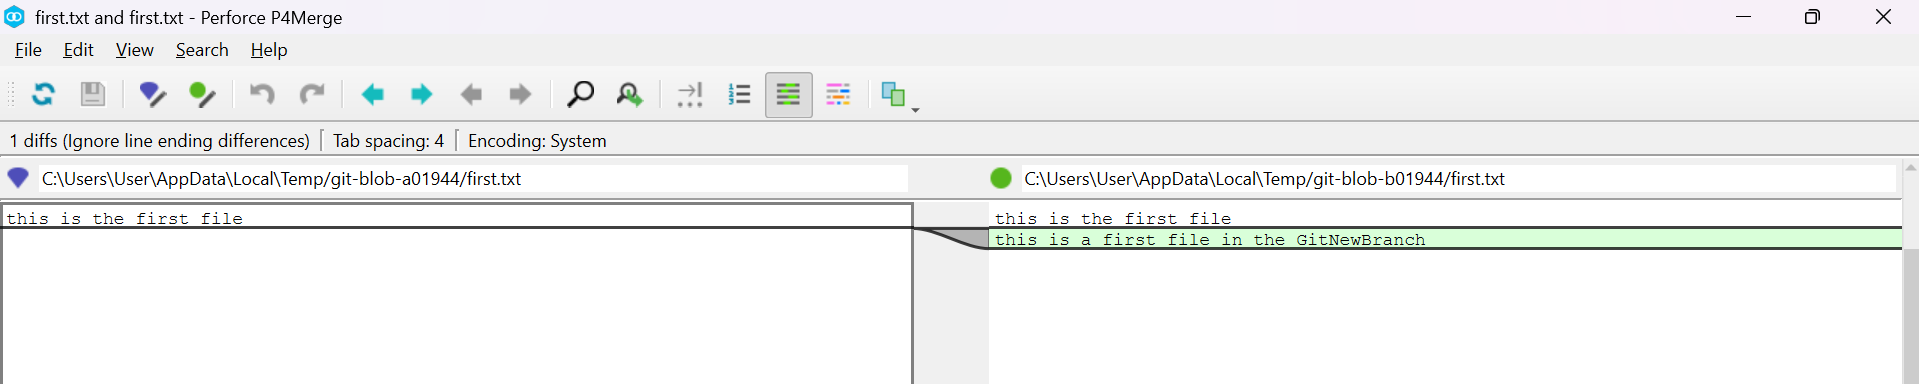 first.txt and first.txt - Perforce P4Merge
File Edit View Search Help
1 diffs (Ignore line ending differences) Tab spacing: 4 Encoding: System
C:\Users\User\AppData\Local\Temp/git-blob-a01944/first.txt
C:\Users\User\AppData\Local\Temp/git-blob-b01944/first.txt
this is the first file
this is the first file
this is a first file in the GitNewBranch